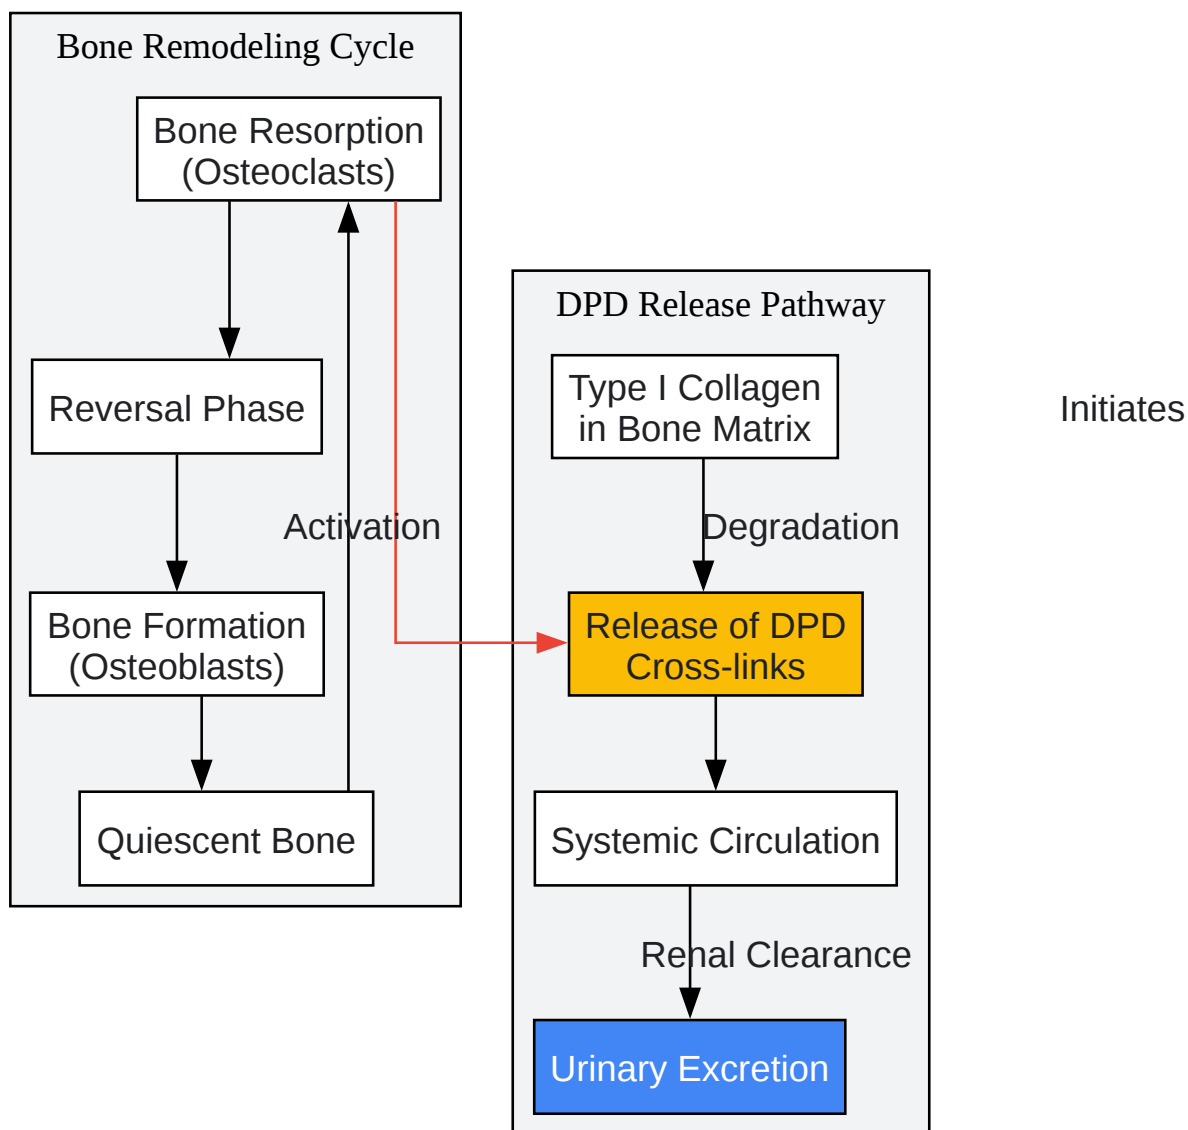 Bone Remodeling Cycle
Bone Resorption
(Osteoclasts)
Reversal Phase
Activation
Bone Formation
(Osteoblasts)
Quiescent Bone
DPD Release Pathway
Type I Collagen
in Bone Matrix
Degradation
Release of DPD
Cross-links
Systemic Circulation
Renal Clearance
Urinary Excretion
Initiates